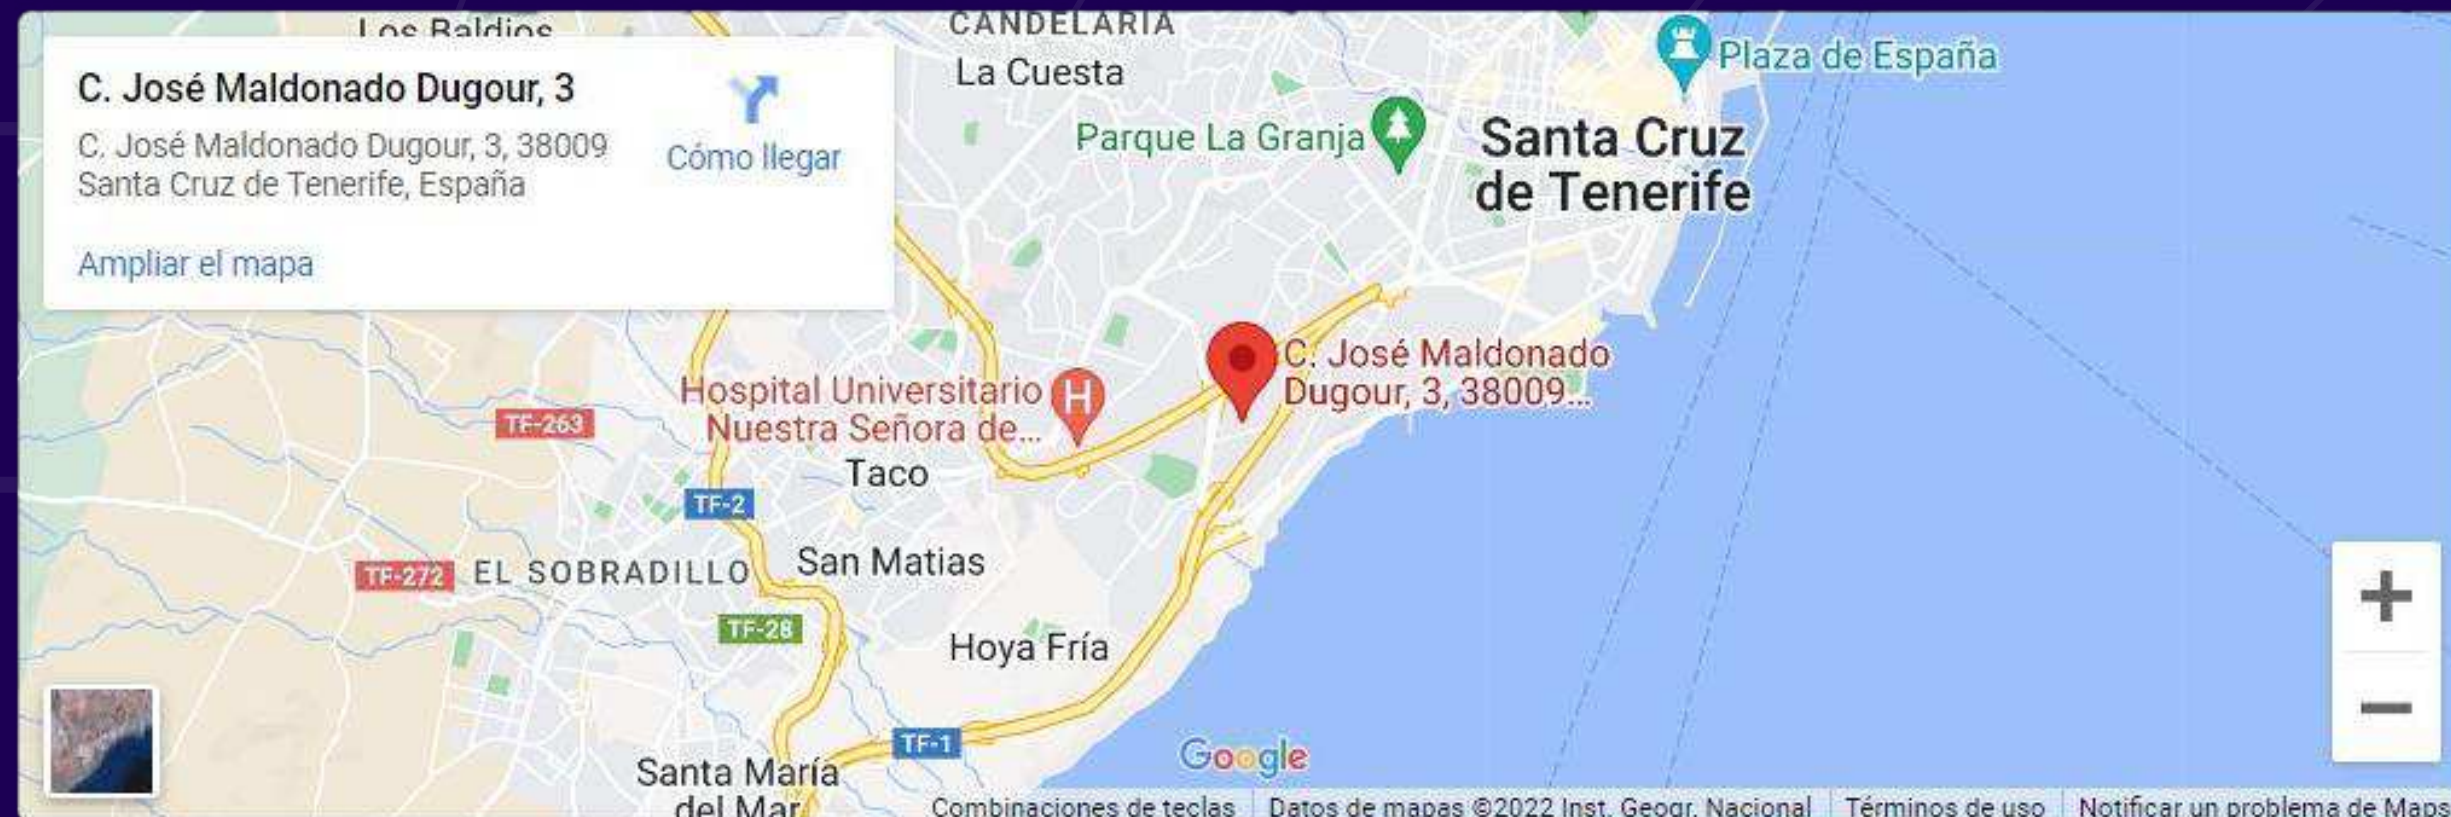 Los Baldios
CANDELARIA
La Cuesta
Plaza de España
C. José Maldonado Dugour, 3
C. José Maldonado Dugour, 3, 38009
Santa Cruz de Tenerife, España
Cómo llegar
Ampliar el mapa
Parque La Granja
Santa Cruz
de Tenerife
C. José Maldonado
Dugour, 3, 38009...
Hospital Universitario
Nuestra Señora de...
H
TF-263
Taco
TF-2
San Matias
TF-272
EL SOBRADILLO
TF-28
Hoya Fría
TF-1
Santa María
del Mar
Google
Combinaciones de teclas
Datos de mapas ©2022 Inst. Geogr. Nacional
Términos de uso
Notificar un problema de Maps